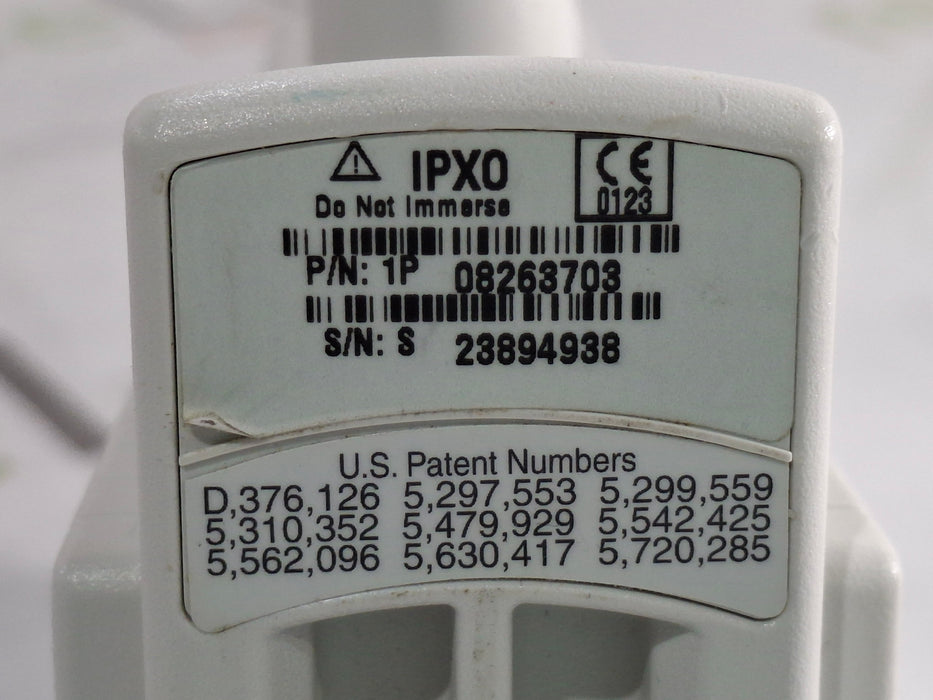 IPX0
Do Not Immerse
CE
0123
P/N: 1P 08263703
S/N: S 23894938
U.S. Patent Numbers
D,376,126 5,297,553 5,299,559
5,310,352 5,479,929 5,542,425
5,562,096 5,630,417 5,720,285